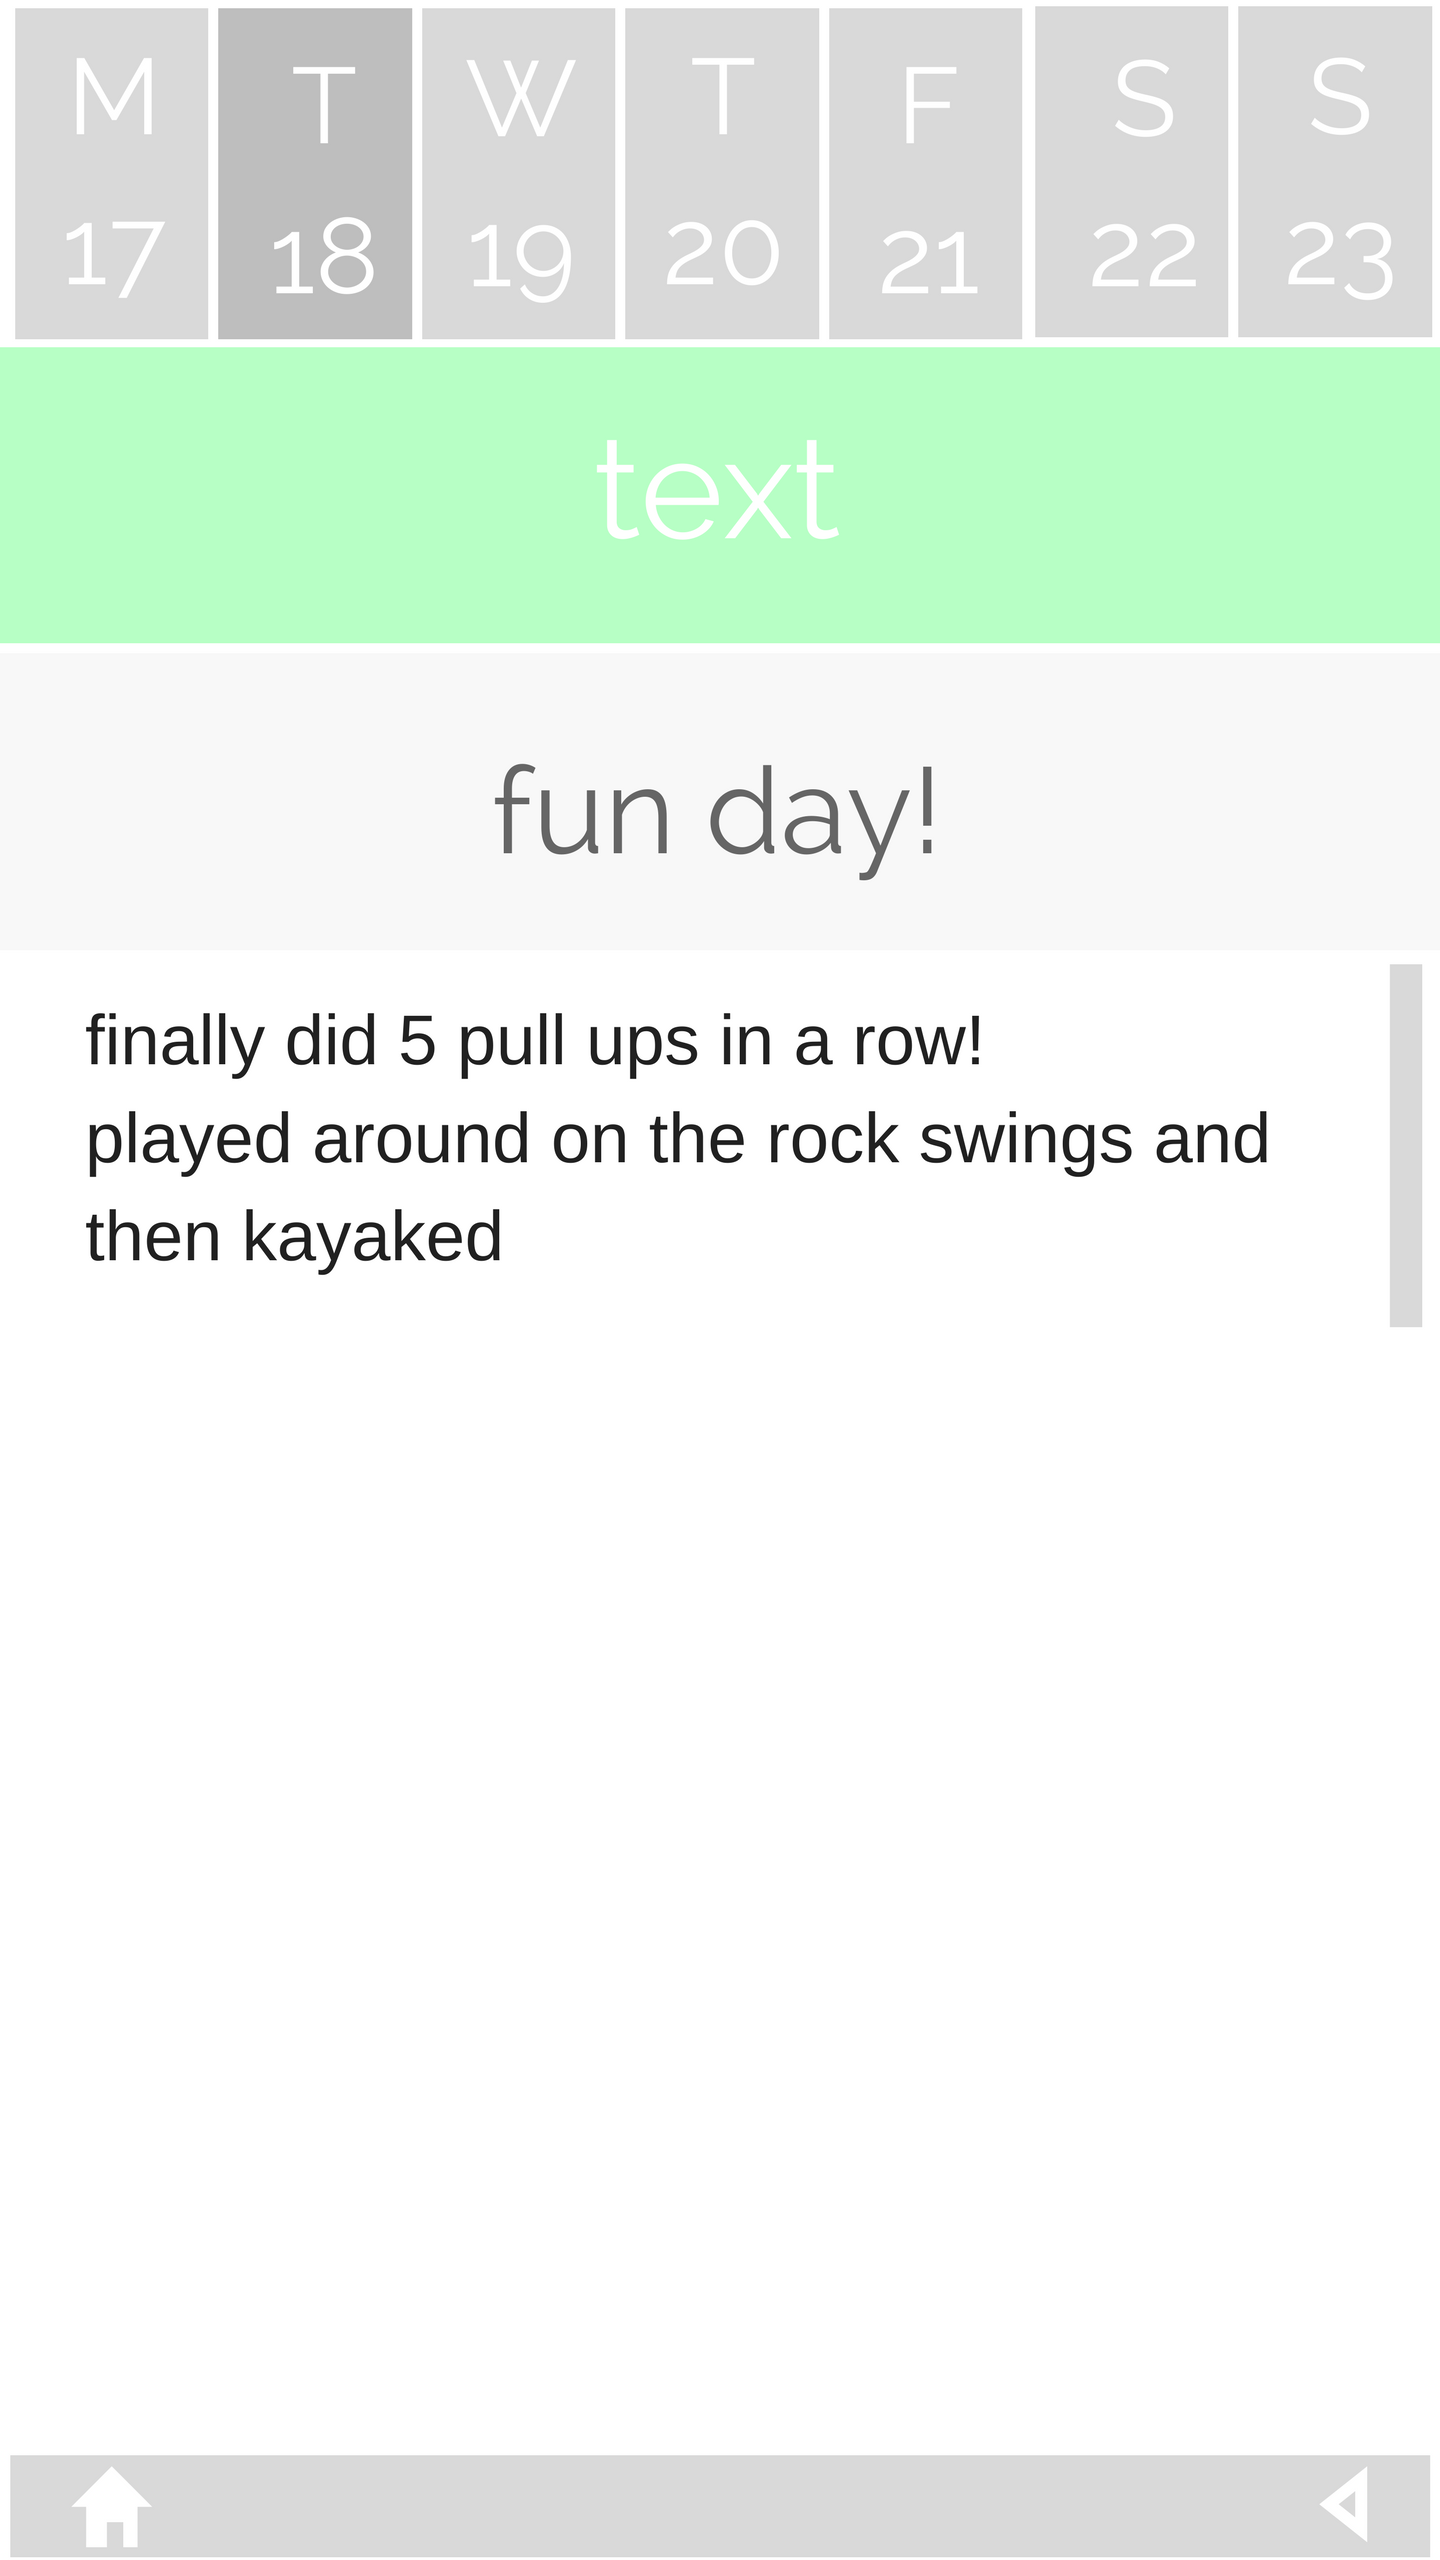 M T W T F S S
17 18 19 20 21 22 23
text
fun day!
finally did 5 pull ups in a row!
played around on the rock swings and
then kayaked